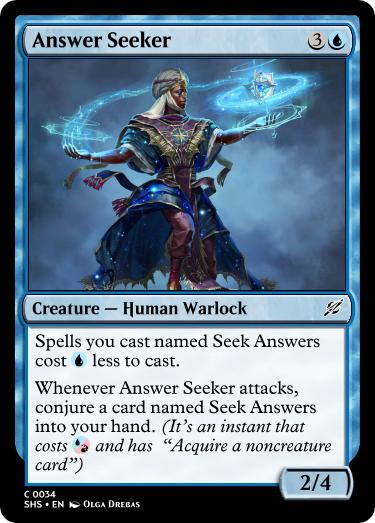 Answer Seeker 3
Creature — Human Warlock
Spells you cast named Seek Answers
cost less to cast.
Whenever Answer Seeker attacks,
conjure a card named Seek Answers
into your hand. (It's an instant that
costs and has "Acquire a noncreature
card")
2/4
C 0034
SHS • EN Olga Drebas